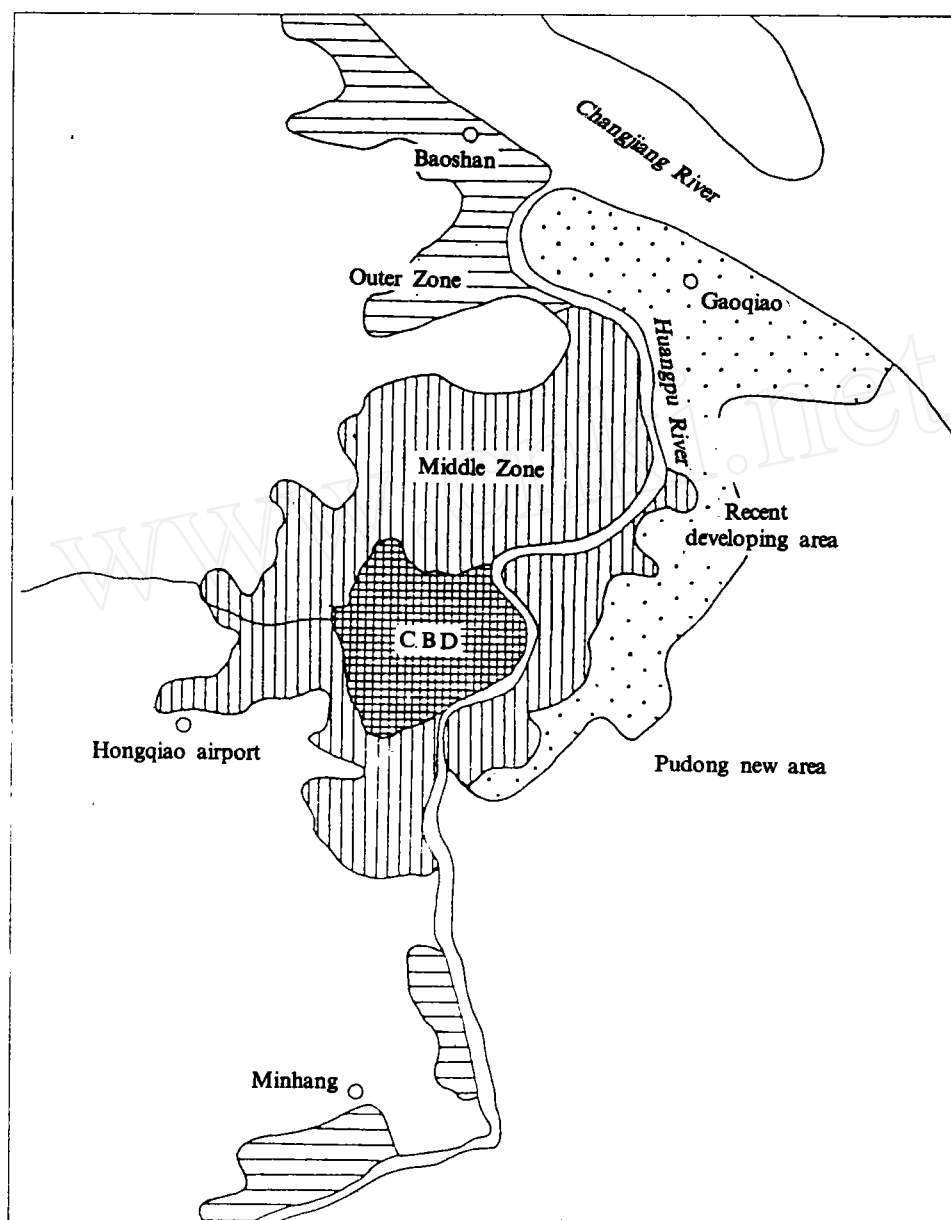 Changjiang River
Baoshan
Outer Zone
Gaoqiao
Huangpu River
Middle Zone
Recent
developing area
CBD
Hongqiao airport
Pudong new area
Minhang